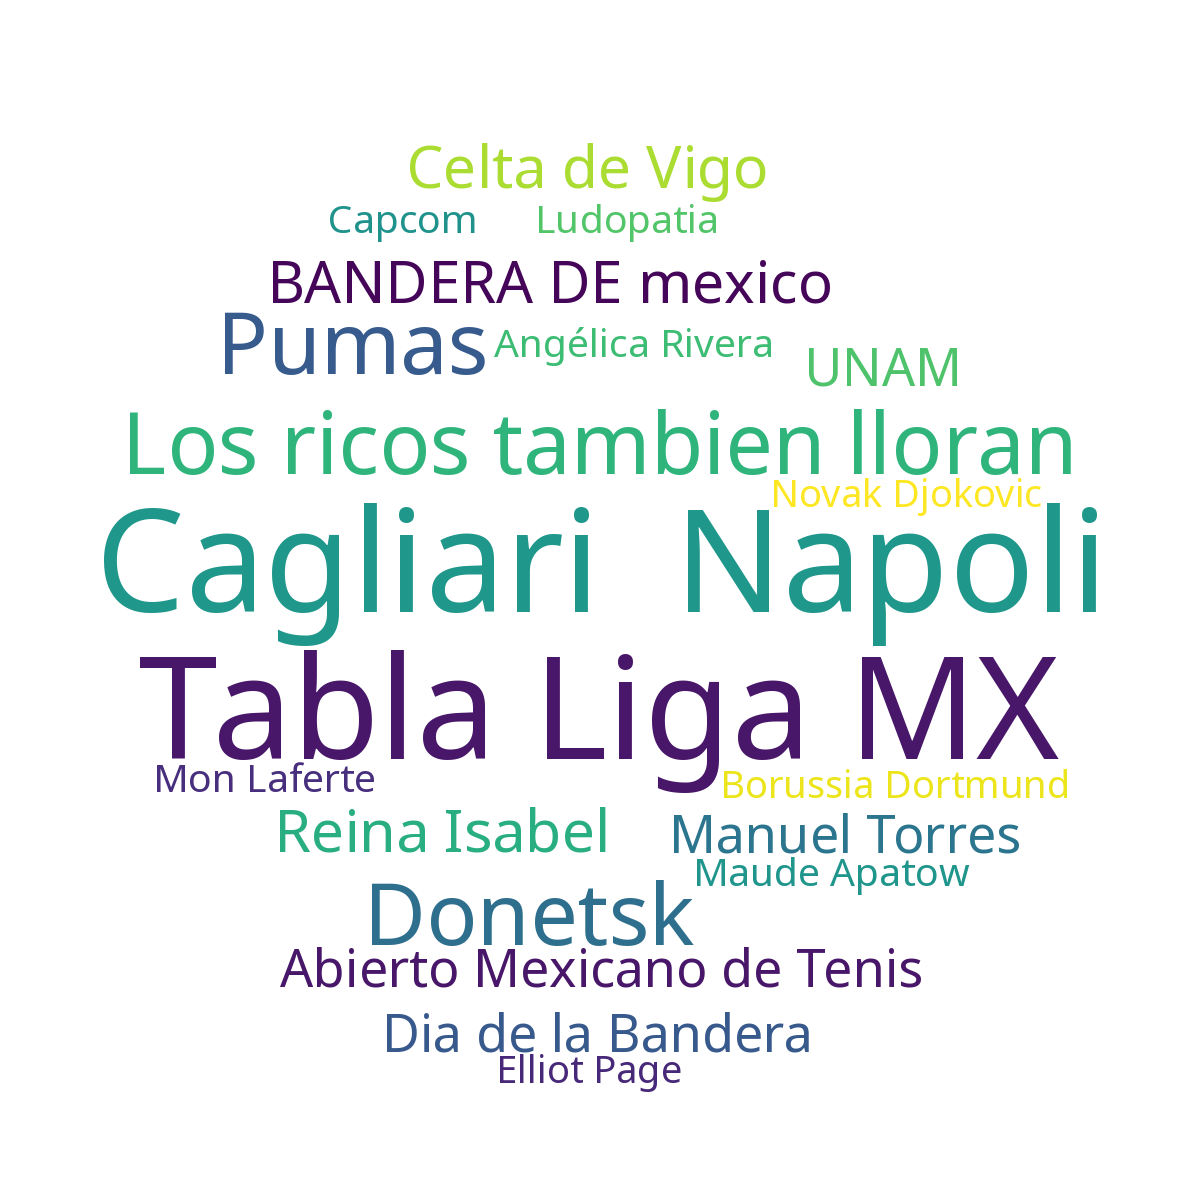 Celta de Vigo
Capcom
Ludopatia
BANDERA DE mexico
Pumas
Angélica Rivera
UNAM
Los ricos tambien lloran
Novak Djokovic
Cagliari Napoli
Tabla Liga MX
Mon Laferte
Borussia Dortmund
Reina Isabel
Manuel Torres
Maude Apatow
Donetsk
Abierto Mexicano de Tenis
Dia de la Bandera
Elliot Page